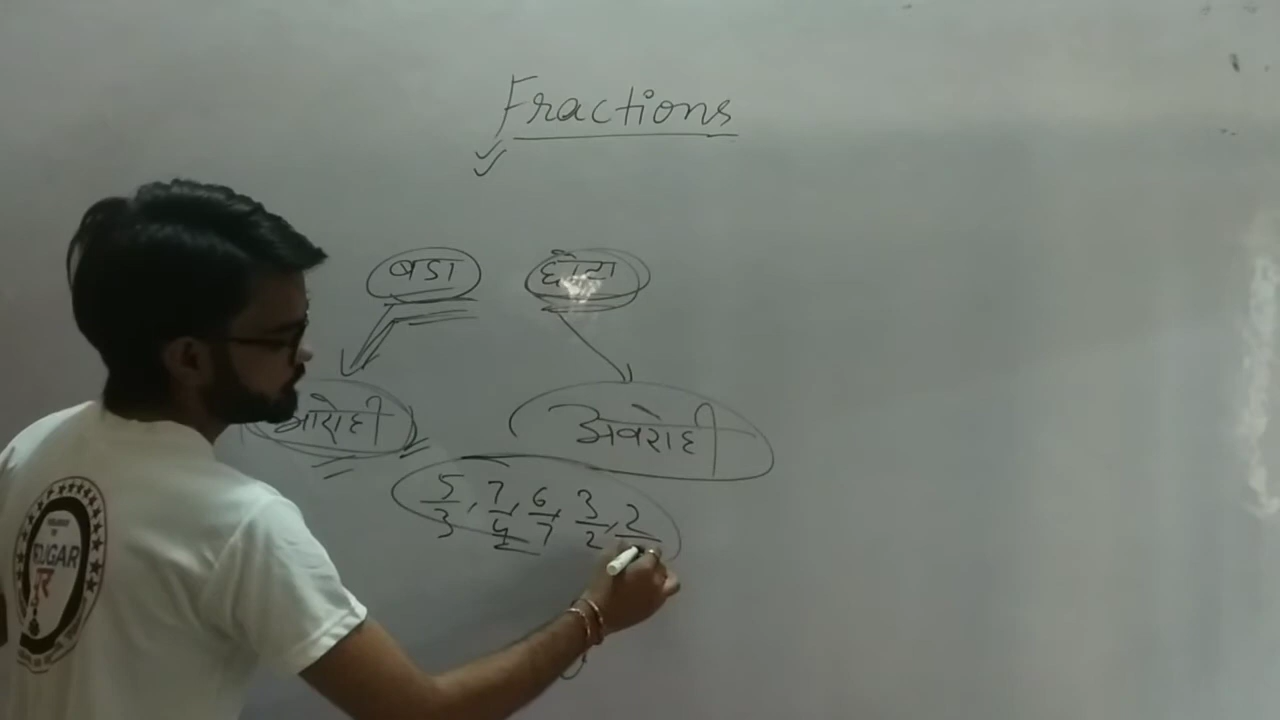 Fractions
बडा छोटा
आरोही अवरोही
5/3, 7/4, 6/7, 3/2, 2